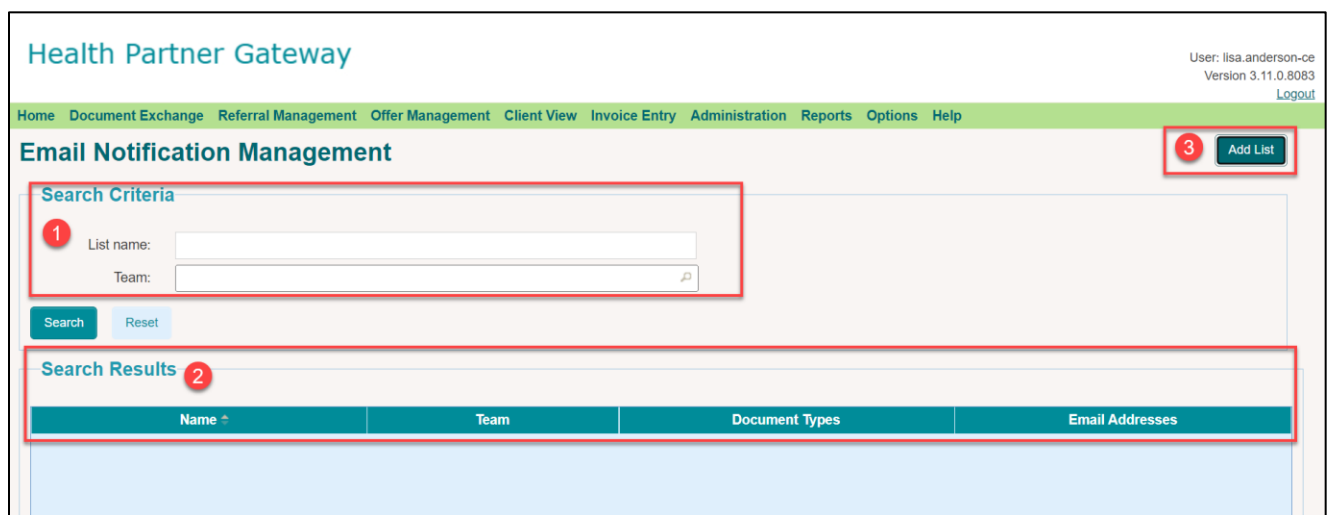 Health Partner Gateway
User: lisa.anderson-ce
Version 3.11.0.8083
Logout
Home Document Exchange Referral Management Offer Management Client View Invoice Entry Administration Reports Options Help
Email Notification Management
3 Add List
Search Criteria
1
List name:
Team:
Search Reset
Search Results 2
Name Team Document Types Email Addresses